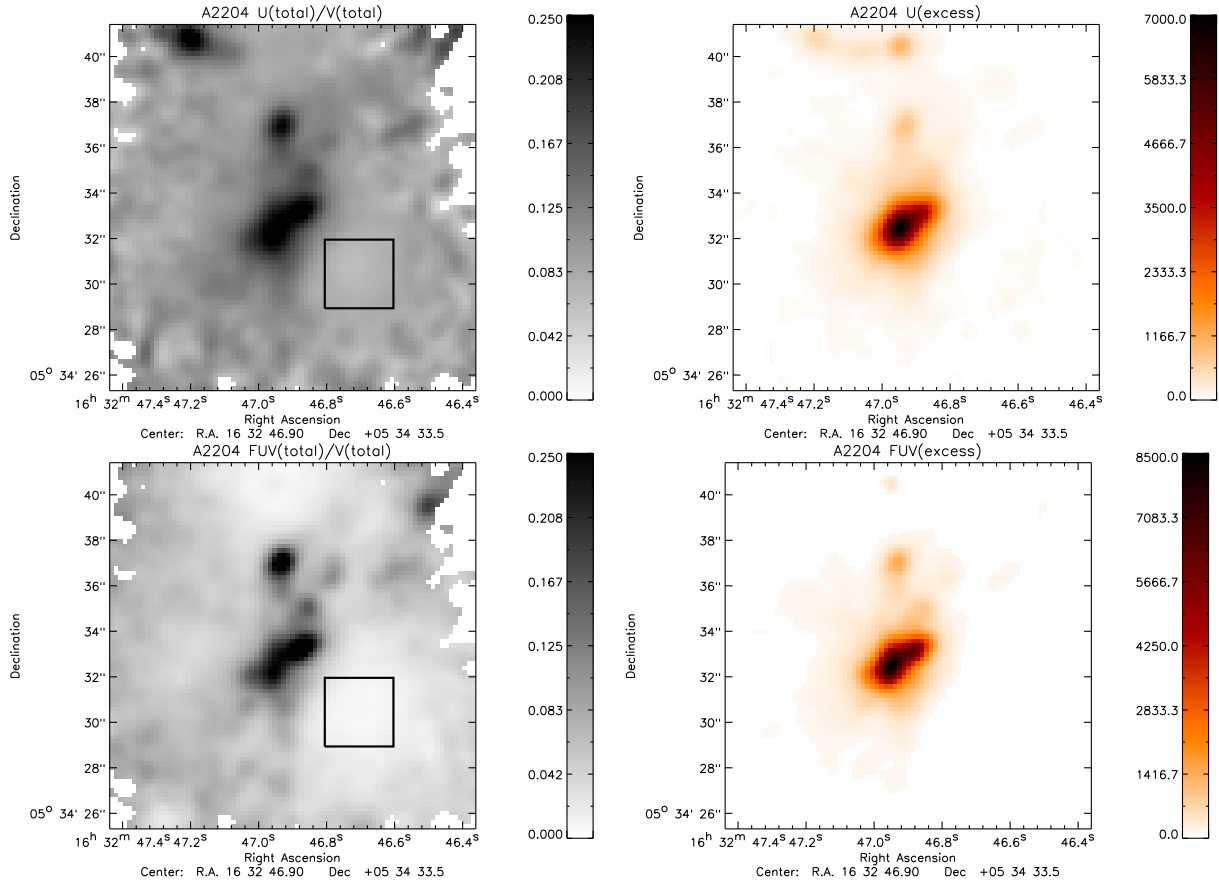 A2204 U(total)/V(total)
40''
38''
36''
34''
32''
30''
28''
05° 34' 26''
Declination
16ʰ 32ᵐ 47.4ˢ 47.2ˢ 47.0ˢ 46.8ˢ 46.6ˢ 46.4ˢ
Right Ascension
Center: R.A. 16 32 46.90 Dec +05 34 33.5
0.250
0.208
0.167
0.125
0.083
0.042
0.000
A2204 U(excess)
40''
38''
36''
34''
32''
30''
28''
05° 34' 26''
Declination
16ʰ 32ᵐ 47.4ˢ 47.2ˢ 47.0ˢ 46.8ˢ 46.6ˢ 46.4ˢ
Right Ascension
Center: R.A. 16 32 46.90 Dec +05 34 33.5
7000.0
5833.3
4666.7
3500.0
2333.3
1166.7
0.0
A2204 FUV(total)/V(total)
40''
38''
36''
34''
32''
30''
28''
05° 34' 26''
Declination
16ʰ 32ᵐ 47.4ˢ 47.2ˢ 47.0ˢ 46.8ˢ 46.6ˢ 46.4ˢ
Right Ascension
Center: R.A. 16 32 46.90 Dec +05 34 33.5
0.250
0.208
0.167
0.125
0.083
0.042
0.000
A2204 FUV(excess)
40''
38''
36''
34''
32''
30''
28''
05° 34' 26''
Declination
16ʰ 32ᵐ 47.4ˢ 47.2ˢ 47.0ˢ 46.8ˢ 46.6ˢ 46.4ˢ
Right Ascension
Center: R.A. 16 32 46.90 Dec +05 34 33.5
8500.0
7083.3
5666.7
4250.0
2833.3
1416.7
0.0